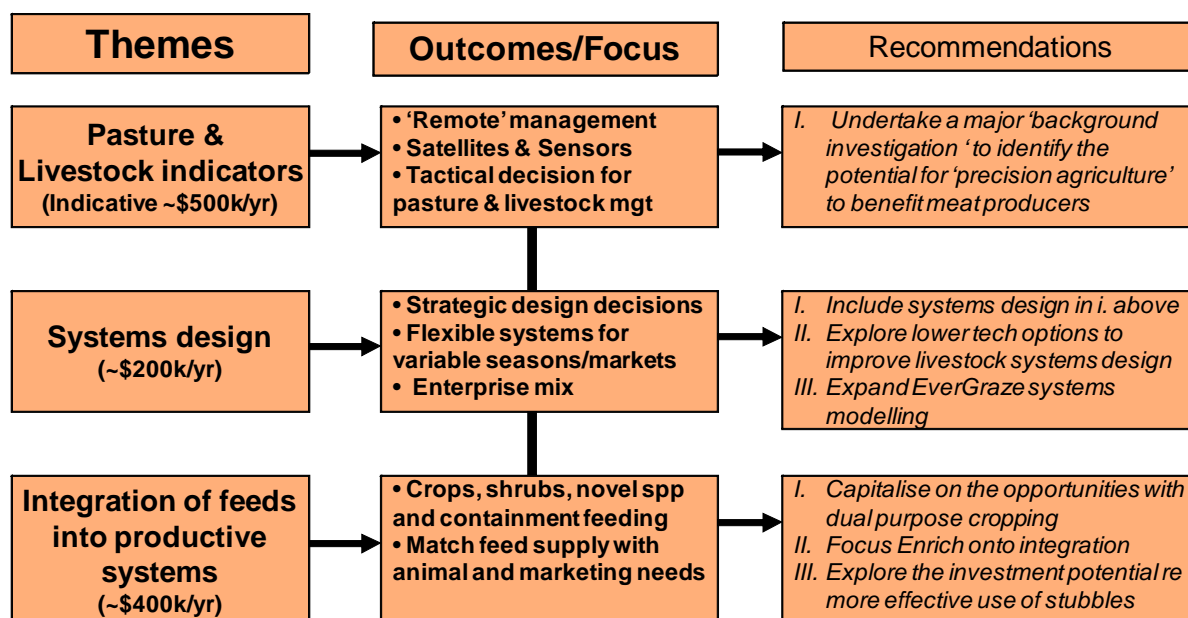 Themes
Outcomes/Focus
Recommendations
Pasture &
Livestock indicators
(Indicative ~$500k/yr)
• ‘Remote’ management
• Satellites & Sensors
• Tactical decision for
pasture & livestock mgt
I. Undertake a major ‘background
investigation ‘ to identify the
potential for ‘precision agriculture’
to benefit meat producers
Systems design
(~$200k/yr)
• Strategic design decisions
• Flexible systems for
variable seasons/markets
• Enterprise mix
I. Include systems design in i. above
II. Explore lower tech options to
improve livestock systems design
III. Expand EverGraze systems
modelling
Integration of feeds
into productive
systems
(~$400k/yr)
• Crops, shrubs, novel spp
and containment feeding
• Match feed supply with
animal and marketing needs
I. Capitalise on the opportunities with
dual purpose cropping
II. Focus Enrich onto integration
III. Explore the investment potential re
more effective use of stubbles